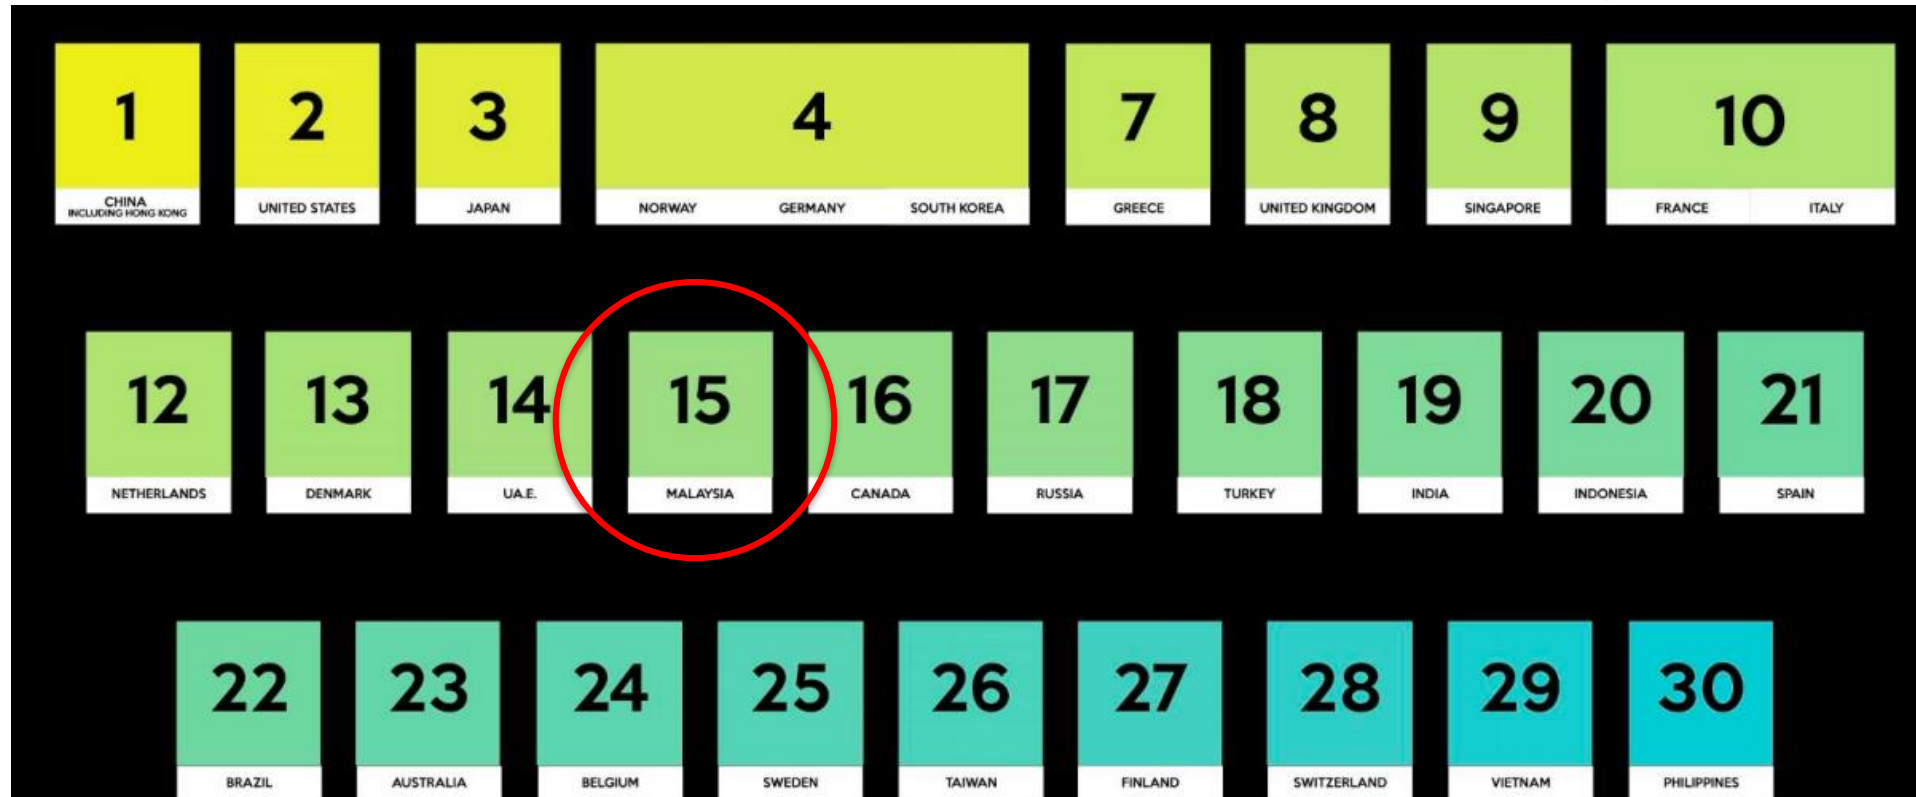 1 2 3 4 7 8 9 10
CHINA
INCLUDING HONG KONG
UNITED STATES JAPAN NORWAY GERMANY SOUTH KOREA GREECE UNITED KINGDOM SINGAPORE FRANCE ITALY
12 13 14 15 16 17 18 19 20 21
NETHERLANDS DENMARK UA.E. MALAYSIA CANADA RUSSIA TURKEY INDIA INDONESIA SPAIN
22 23 24 25 26 27 28 29 30
BRAZIL AUSTRALIA BELGIUM SWEDEN TAIWAN FINLAND SWITZERLAND VIETNAM PHILIPPINES